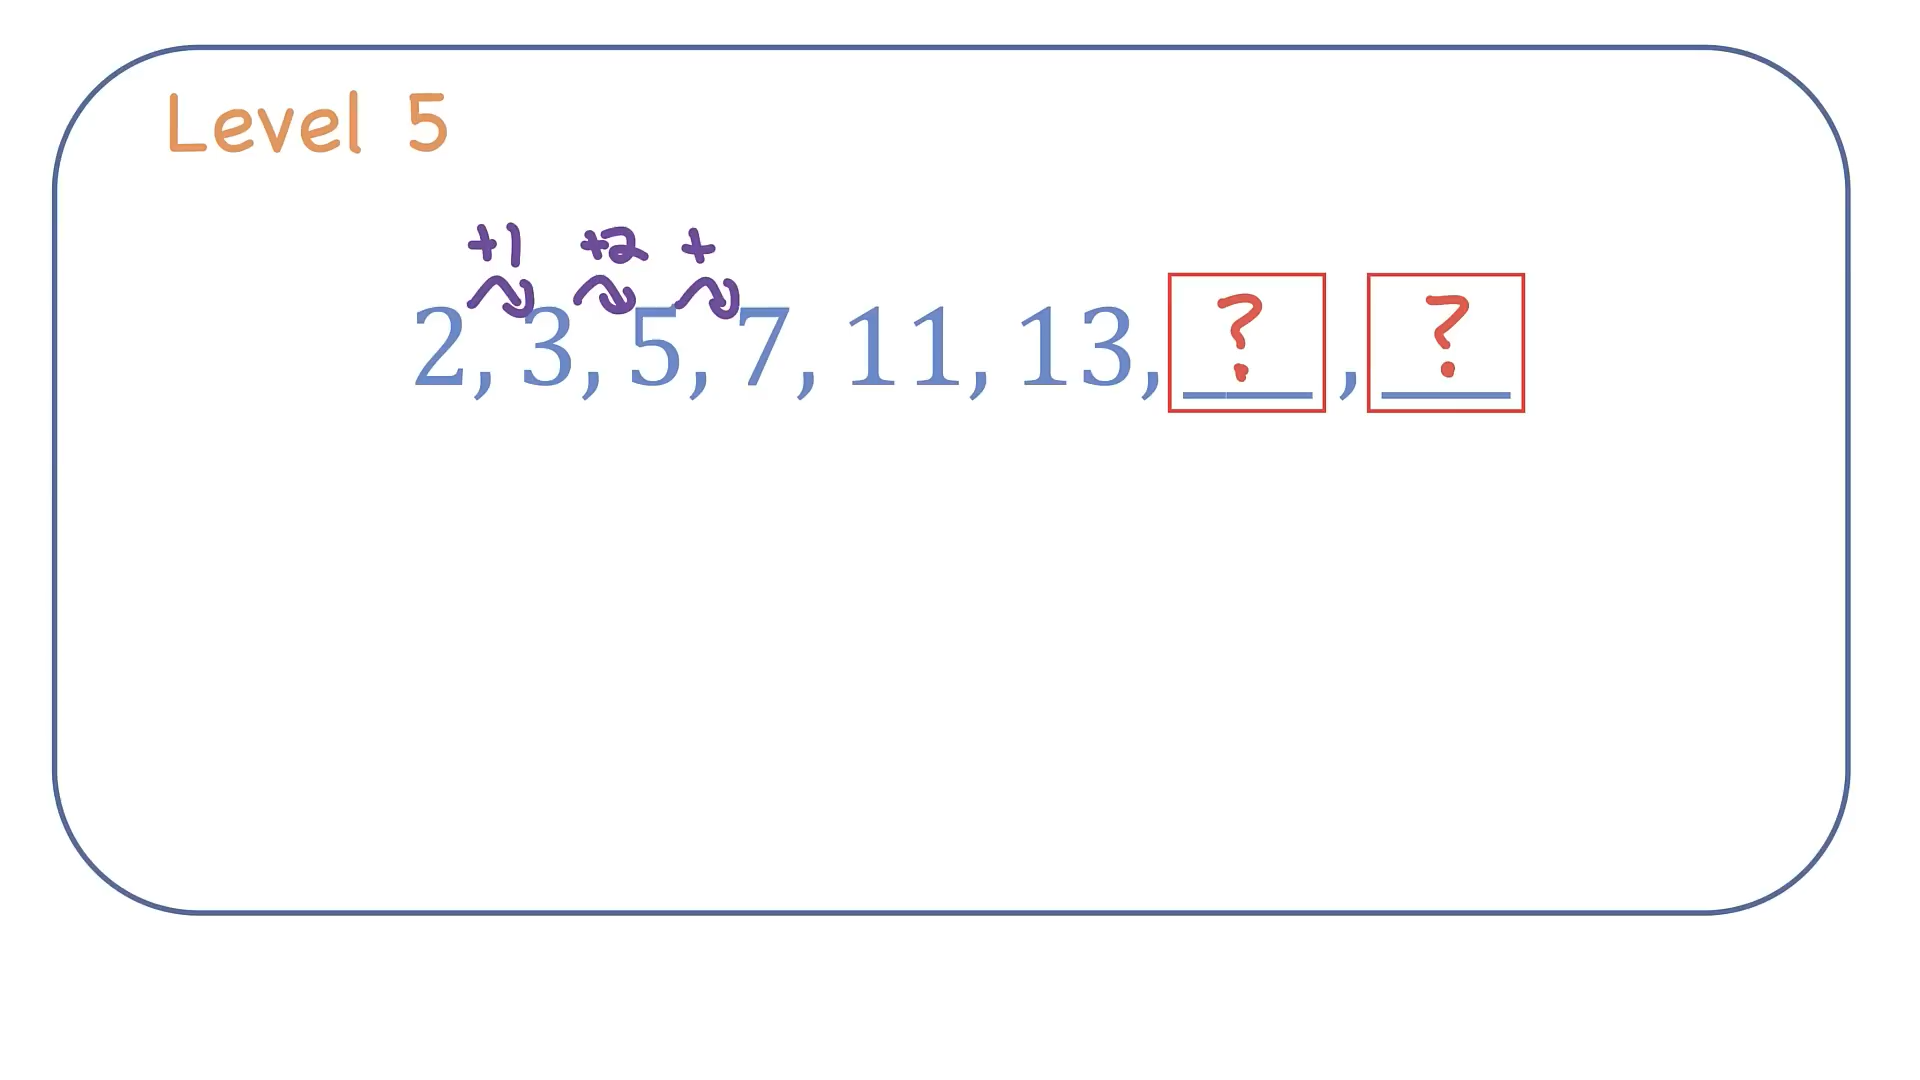 Level 5
+1 +2 +
2, 3, 5, 7, 11, 13, ? , ?